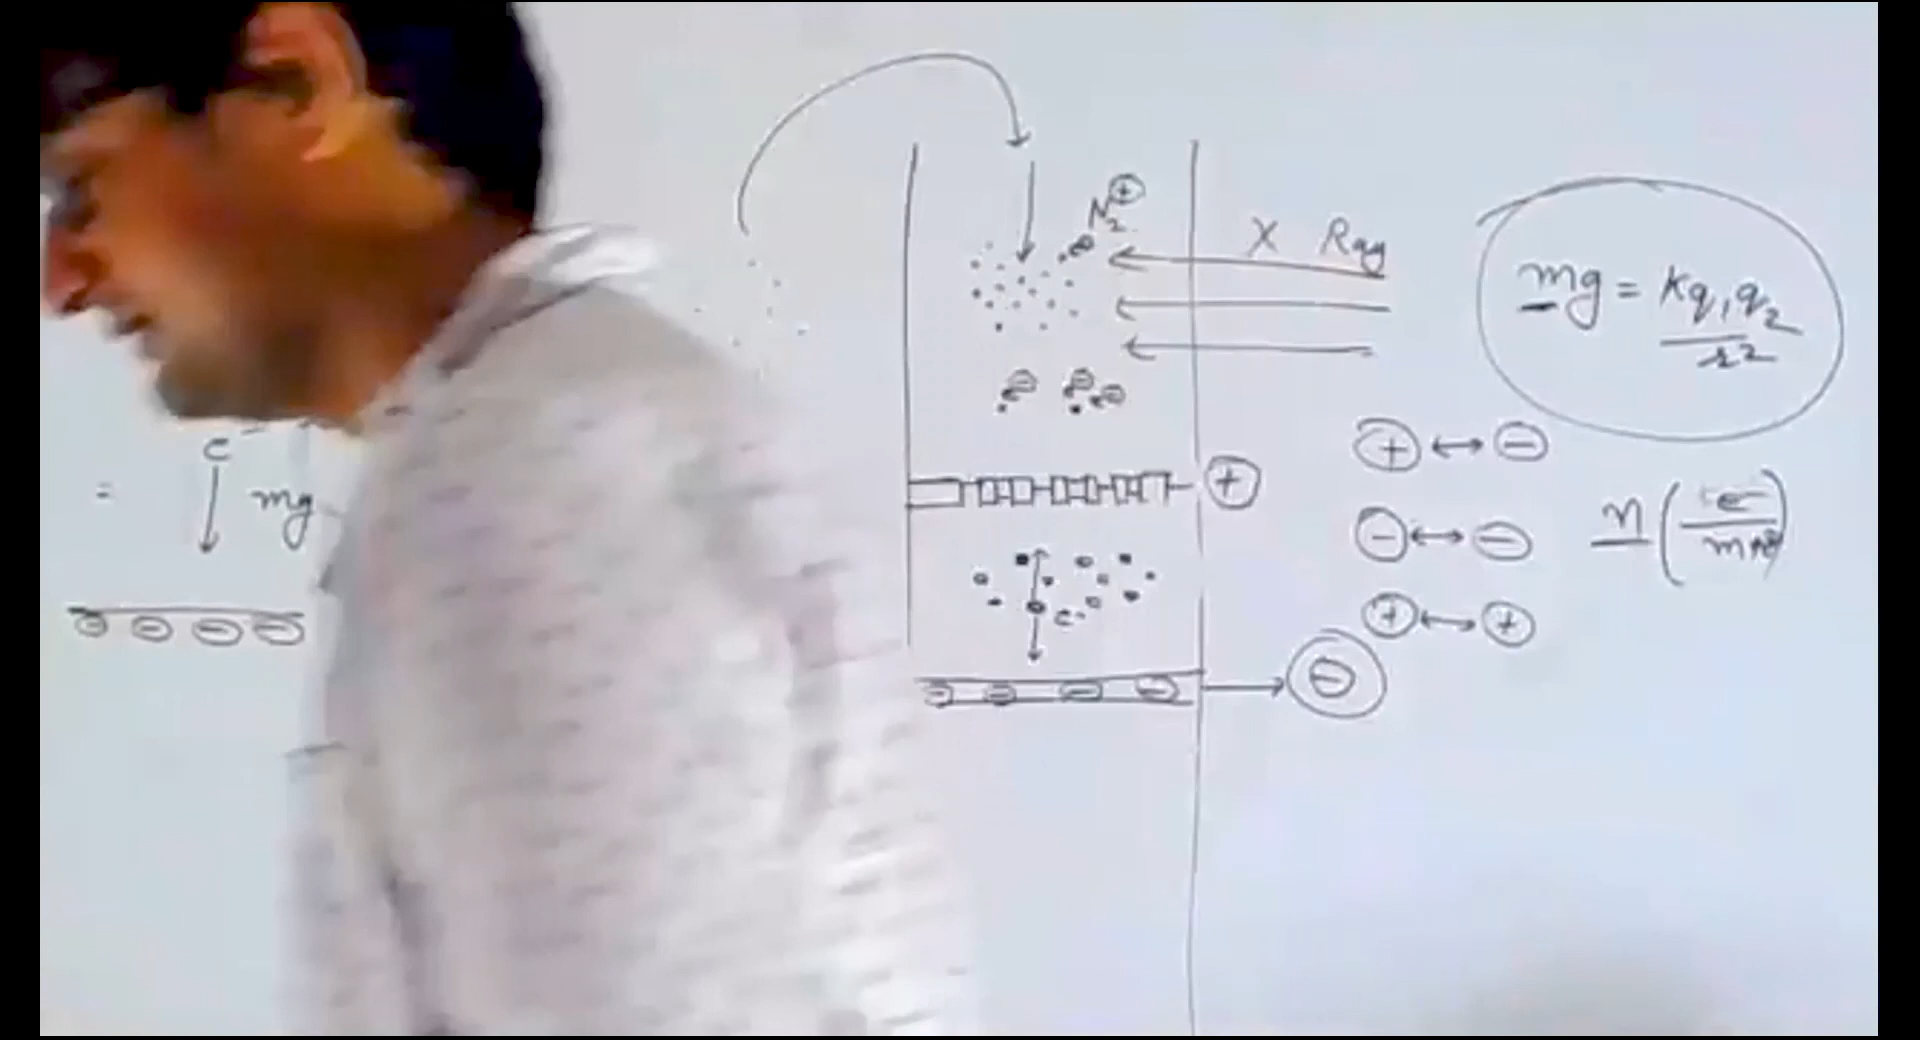 N₂⊕
X Ray
mg = kq₁q₂
r²
⊖ ⊖ ⊖
⊕ ↔ ⊖
e⁻
= ↓ mg
⊕
⊖ ↔ ⊖
n (e
m
e⁻
⊕ ↔ ⊕
⊖ ⊖ ⊖ ⊖
⊖ ⊖ ⊖ ⊖ → ⊖